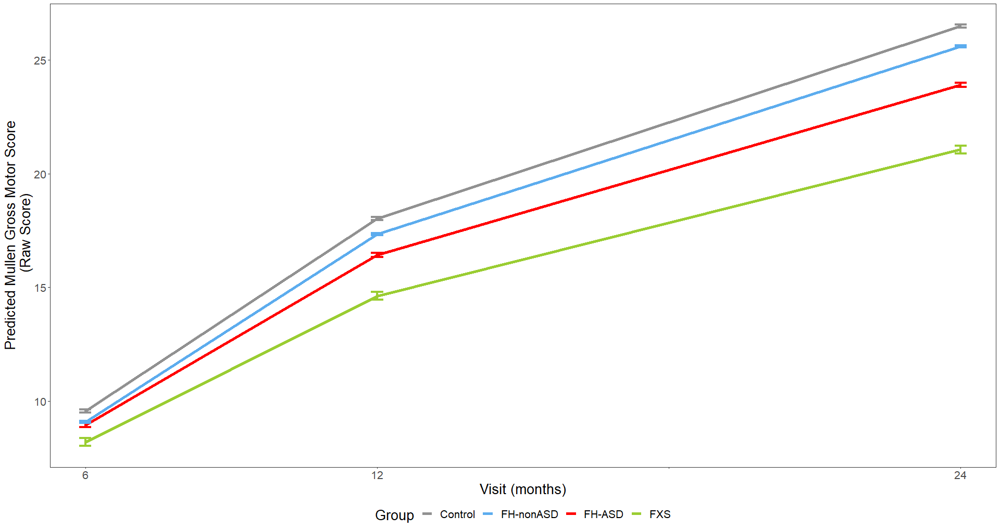 Predicted Mullen Gross Motor Score
(Raw Score)
25
20
15
10
6
12
24
Visit (months)
Group
Control
FH-nonASD
FH-ASD
FXS